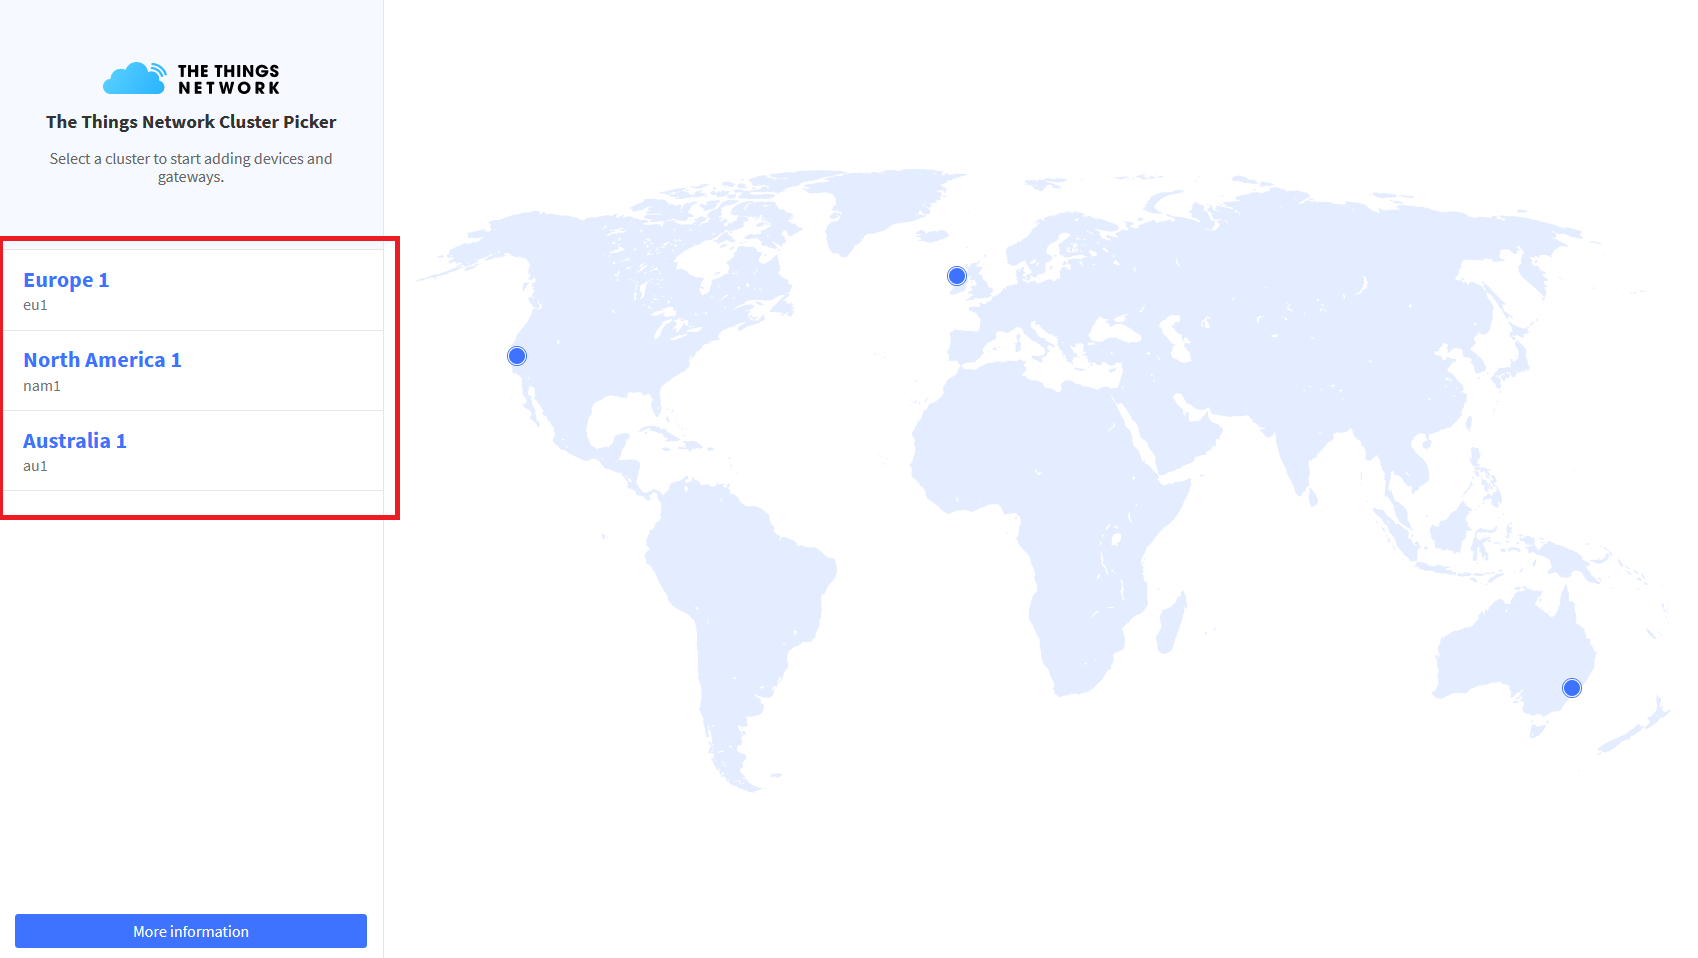 THE THINGS
NETWORK
The Things Network Cluster Picker
Select a cluster to start adding devices and
gateways.
Europe 1
eu1
North America 1
nam1
Australia 1
au1
More information